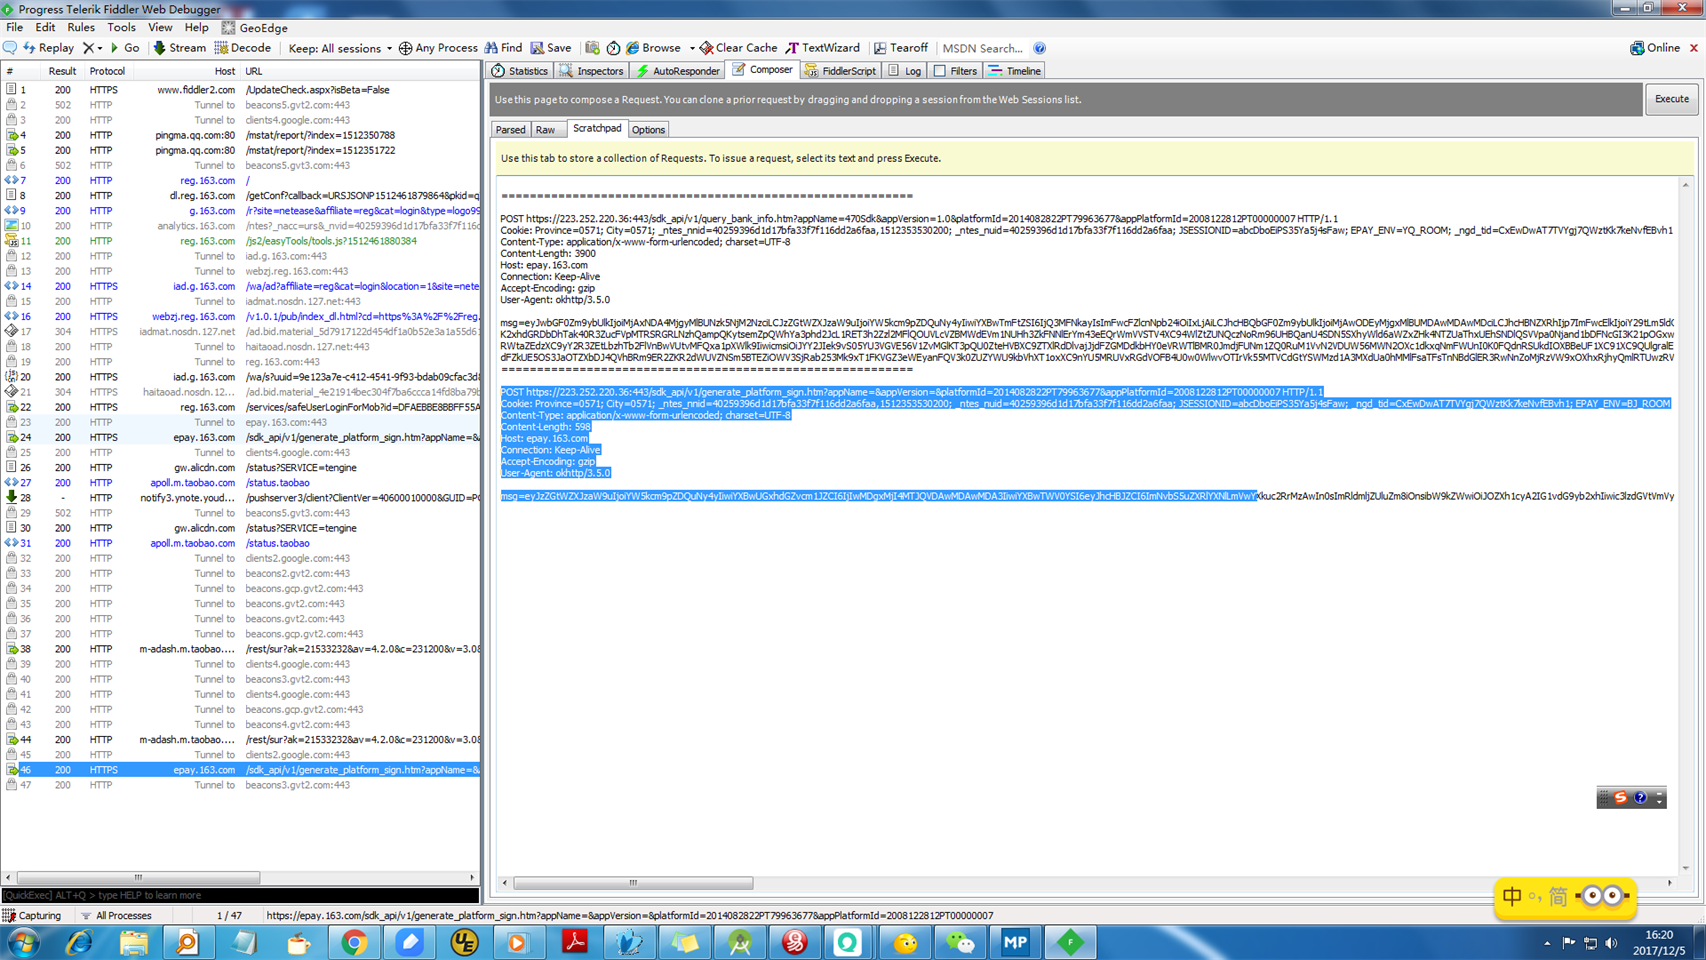 Progress Telerik Fiddler Web Debugger
File Edit Rules Tools View Help GeoEdge
Replay Go Stream Decode Keep: All sessions Any Process Find Save Browse Clear Cache TextWizard Tearoff MSDN Search... Online
# Result Protocol Host URL
1 200 HTTPS www.fiddler2.com /UpdateCheck.aspx?isBeta=False
2 502 HTTP Tunnel to beacons5.gvt2.com:443
3 200 HTTP Tunnel to clients4.google.com:443
4 200 HTTP pingma.qq.com:80 /mstat/report/?index=1512350788
5 200 HTTP pingma.qq.com:80 /mstat/report/?index=1512351722
6 502 HTTP Tunnel to beacons5.gvt3.com:443
7 200 HTTP reg.163.com /
8 200 HTTP dl.reg.163.com /getConf?callback=URSJSONP1512461879864&pkid=q
9 200 HTTP g.163.com /r?site=netease&affiliate=reg&cat=login&type=logo99
10 200 HTTP analytics.163.com /ntes?_nacc=urs&_nvid=40259396d1d17bfa33f7f116d
11 200 HTTP reg.163.com /js2/easyTools/tools.js?1512461880384
12 200 HTTP Tunnel to iad.g.163.com:443
13 200 HTTP Tunnel to webzj.reg.163.com:443
14 200 HTTPS iad.g.163.com /wa/ad?affiliate=reg&cat=login&location=1&site=nete
15 200 HTTP Tunnel to iadmat.nosdn.127.net:443
16 200 HTTPS webzj.reg.163.com /v1.0.1/pub/index_dl.html?cd=https%3A%2F%2Freg
17 304 HTTPS iadmat.nosdn.127.net /ad.bid.material_5d7917122d454df1a0b52e3a1a55d61
18 200 HTTP Tunnel to haitaoad.nosdn.127.net:443
19 200 HTTP Tunnel to reg.163.com:443
20 200 HTTPS iad.g.163.com /wa/s?uuid=9e123a7e-c412-4541-9f93-bdab09cfac3d8
21 304 HTTPS haitaoad.nosdn.12... /ad.bid.material_4e21914bec304f7ba6ccca14fd8ba79b
22 200 HTTPS reg.163.com /services/safeUserLoginForMob?id=DFAEBBE8BBFF55A
23 200 HTTP Tunnel to epay.163.com:443
24 200 HTTPS epay.163.com /sdk_api/v1/generate_platform_sign.htm?appName=&
25 200 HTTP Tunnel to clients4.google.com:443
26 200 HTTPS gw.alicdn.com /status?SERVICE=tengine
27 200 HTTPS apoll.m.taobao.com /status.taobao
28 - HTTP notify3.ynote.youd... /pushserver3/client?ClientVer=40600010000&GUID=PC
29 502 HTTP Tunnel to beacons5.gvt2.com:443
30 200 HTTP gw.alicdn.com /status?SERVICE=tengine
31 200 HTTP apoll.m.taobao.com /status.taobao
32 200 HTTP Tunnel to clients2.google.com:443
33 200 HTTP Tunnel to beacons2.gvt2.com:443
34 200 HTTP Tunnel to beacons.gcp.gvt2.com:443
35 200 HTTP Tunnel to beacons.gvt2.com:443
36 200 HTTP Tunnel to beacons.gvt2.com:443
37 200 HTTP Tunnel to beacons.gcp.gvt2.com:443
38 200 HTTP m-adash.m.taobao.... /rest/sur?ak=21533232&av=4.2.0&c=231200&v=3.0&
39 200 HTTP Tunnel to clients4.google.com:443
40 200 HTTP Tunnel to beacons3.gvt2.com:443
41 200 HTTP Tunnel to clients4.google.com:443
42 200 HTTP Tunnel to beacons.gcp.gvt2.com:443
43 200 HTTP Tunnel to beacons4.gvt2.com:443
44 200 HTTP m-adash.m.taobao.... /rest/sur?ak=21533232&av=4.2.0&c=231200&v=3.0&
45 200 HTTP Tunnel to clients2.google.com:443
46 200 HTTPS epay.163.com /sdk_api/v1/generate_platform_sign.htm?appName=&
47 200 HTTP Tunnel to beacons3.gvt2.com:443
Statistics Inspectors AutoResponder Composer FiddlerScript Log Filters Timeline
Use this page to compose a Request. You can clone a prior request by dragging and dropping a session from the Web Sessions list.
Execute
Parsed Raw Scratchpad Options
Use this tab to store a collection of Requests. To issue a request, select its text and press Execute.
POST https://223.252.220.36:443/sdk_api/v1/query_bank_info.htm?appName=470Sdk&appVersion=1.0&platformId=2014082822PT79963677&appPlatformId=2008122812PT00000007 HTTP/1.1
Cookie: Province=0571; City=0571; _ntes_nnid=40259396d1d17bfa33f7f116dd2a6faa,1512353530200; _ntes_nuid=40259396d1d17bfa33f7f116dd2a6faa; JSESSIONID=abcDboEiPS35Ya5j4sFaw; EPAY_ENV=YQ_ROOM; _ngd_tid=CxEwDwAT7TVYgj7QWztKk7keNvfEBvh1
Content-Type: application/x-www-form-urlencoded; charset=UTF-8
Content-Length: 3900
Host: epay.163.com
Connection: Keep-Alive
Accept-Encoding: gzip
User-Agent: okhttp/3.5.0
POST https://223.252.220.36:443/sdk_api/v1/generate_platform_sign.htm?appName=&appVersion=&platformId=2014082822PT79963677&appPlatformId=2008122812PT00000007 HTTP/1.1
Cookie: Province=0571; City=0571; _ntes_nnid=40259396d1d17bfa33f7f116dd2a6faa,1512353530200; _ntes_nuid=40259396d1d17bfa33f7f116dd2a6faa; JSESSIONID=abcDboEiPS35Ya5j4sFaw; _ngd_tid=CxEwDwAT7TVYgj7QWztKk7keNvfEBvh1; EPAY_ENV=BJ_ROOM
Content-Type: application/x-www-form-urlencoded; charset=UTF-8
Content-Length: 598
Host: epay.163.com
Connection: Keep-Alive
Accept-Encoding: gzip
User-Agent: okhttp/3.5.0
中 °, 简
[QuickExec] ALT+Q > type HELP to learn more
Capturing All Processes 1 / 47 https://epay.163.com/sdk_api/v1/generate_platform_sign.htm?appName=&appVersion=&platformId=2014082822PT79963677&appPlatformId=2008122812PT00000007
UE MP
16:20
2017/12/5